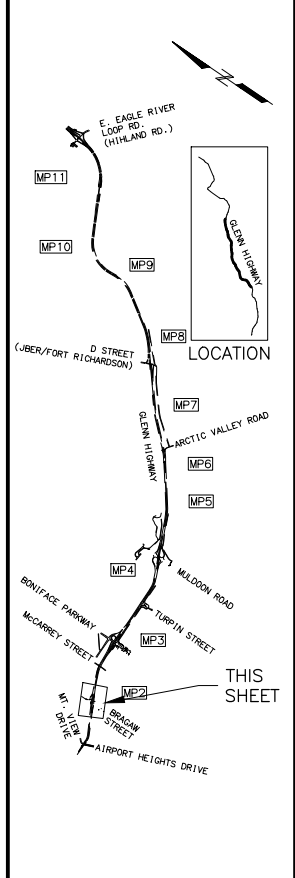 N
E. EAGLE RIVER
LOOP RD.
(HIHLAND RD.)
MP11
GLENN HIGHWAY
LOCATION
MP10
MP9
MP8
D STREET
(JBER/FORT RICHARDSON)
MP7
GLENN HIGHWAY
ARCTIC VALLEY ROAD
MP6
MP5
MP4
MULDOON ROAD
TURPIN STREET
BONIFACE PARKWAY
MP3
McCARREY STREET
THIS
SHEET
MP2
MT. VIEW
DRIVE
BRAGAW
STREET
AIRPORT HEIGHTS DRIVE